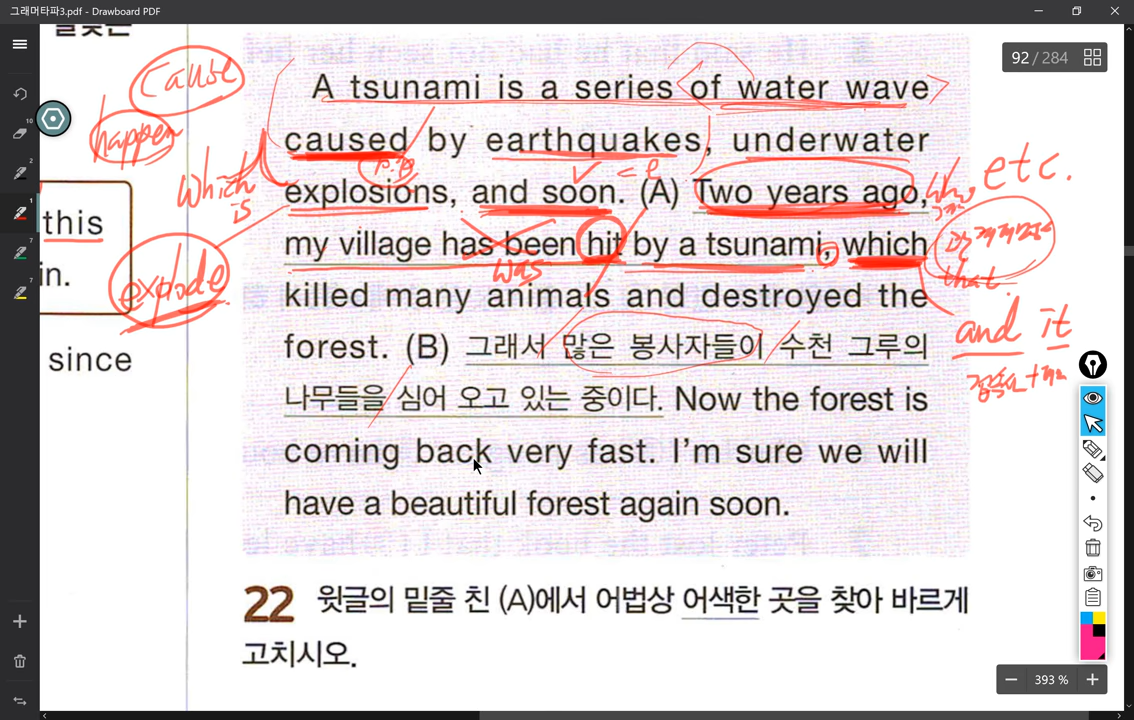 그래머타파3.pdf - Drawboard PDF
92 / 284
cause
A tsunami is a series of water wave
happen
caused by earthquakes, underwater
p.p
which
is
explosions, and soon. (A) Two years ago,
etc.
this
my village has been hit by a tsunami, which
was
that
in.
explode
killed many animals and destroyed the
and it
forest. (B) 그래서 많은 봉사자들이 수천 그루의
since
접속사 +
나무들을 심어 오고 있는 중이다. Now the forest is
coming back very fast. I'm sure we will
have a beautiful forest again soon.
22 윗글의 밑줄 친 (A)에서 어법상 어색한 곳을 찾아 바르게
고치시오.
393 %